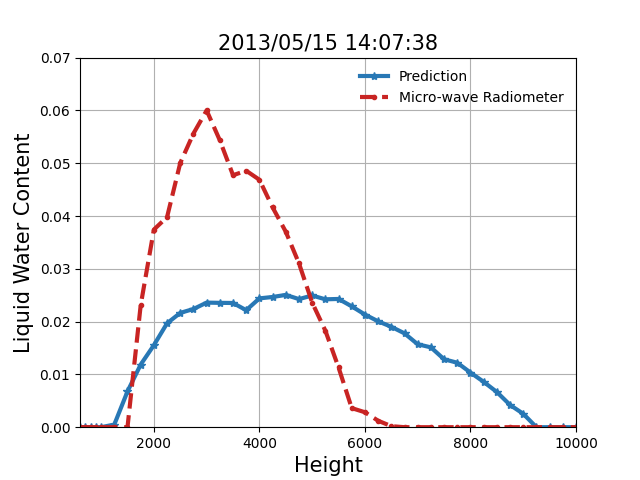 2013/05/15 14:07:38
Prediction
Micro-wave Radiometer
Liquid Water Content
0.07
0.06
0.05
0.04
0.03
0.02
0.01
0.00
2000 4000 6000 8000 10000
Height